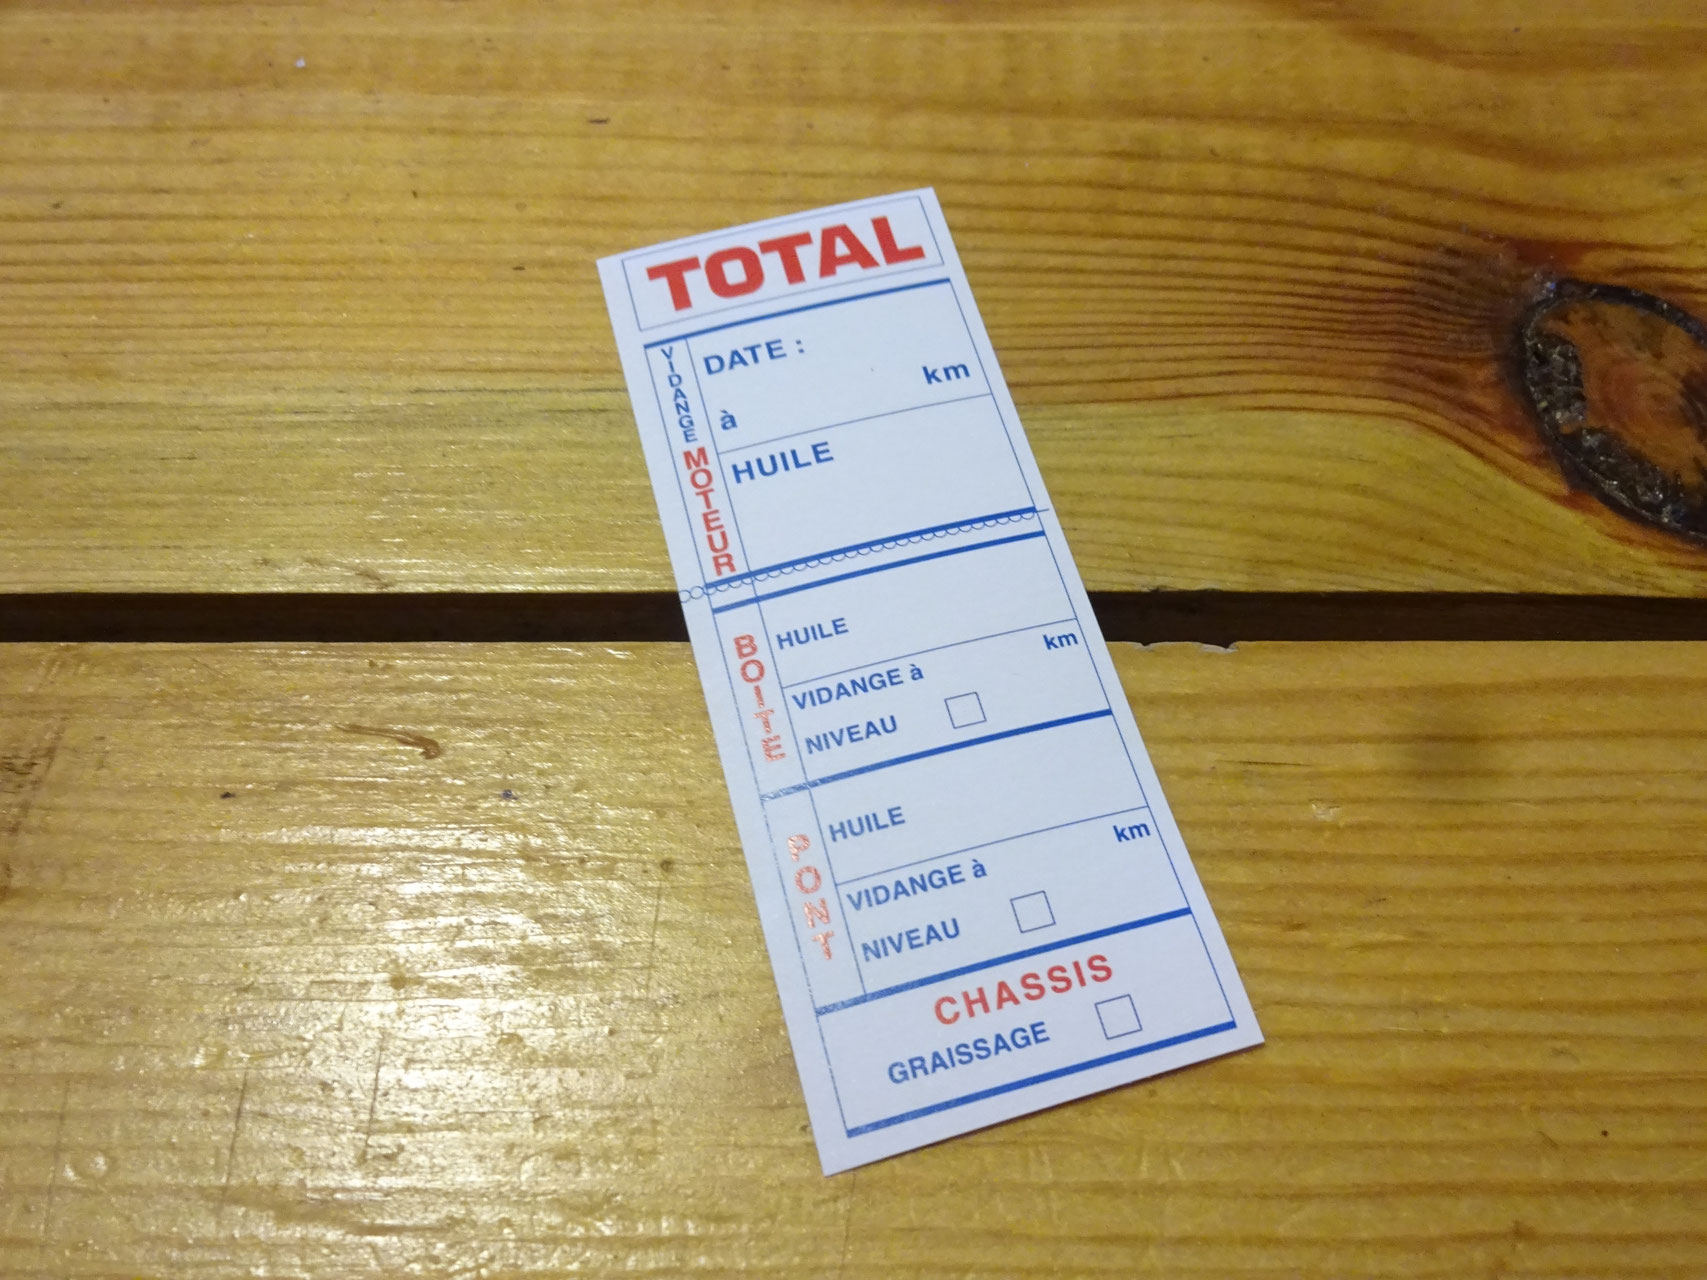 TOTAL
VIDANGE MOTEUR
DATE :
km
à
HUILE
BOITE
HUILE
km
VIDANGE à
NIVEAU
PONT
HUILE
km
VIDANGE à
NIVEAU
CHASSIS
GRAISSAGE